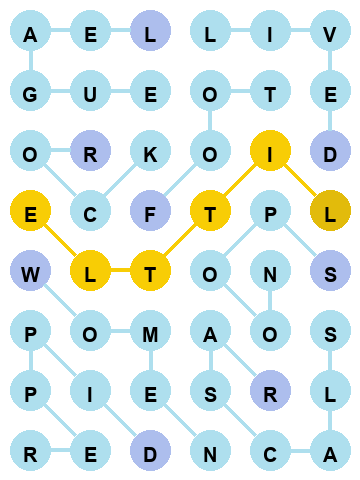 A E L L I V
G U E O T E
O R K O I D
E C F T P L
W L T O N S
P O M A O S
P I E S R L
R E D N C A